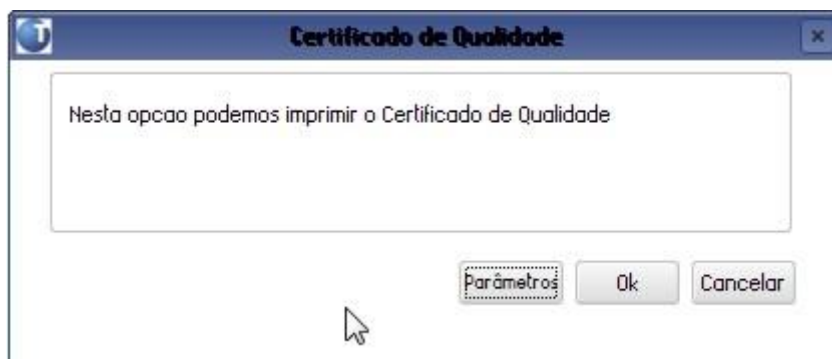 Certificado de Qualidade
Nesta opcao podemos imprimir o Certificado de Qualidade
Parâmetros
Ok
Cancelar